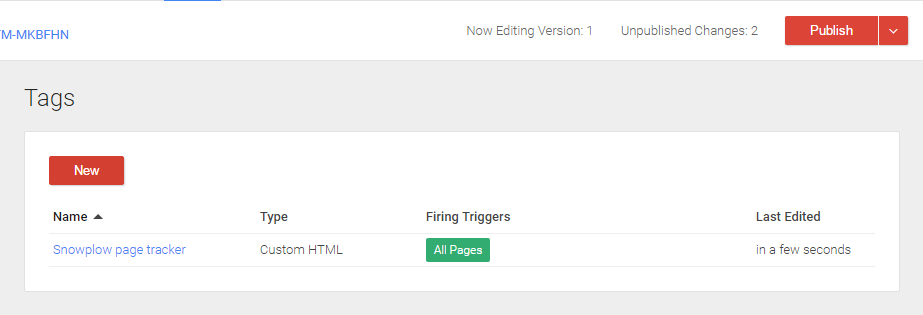 TM-MKBFHN
Now Editing Version: 1 Unpublished Changes: 2 Publish
Tags
New
Name Type Firing Triggers Last Edited
Snowplow page tracker Custom HTML All Pages in a few seconds